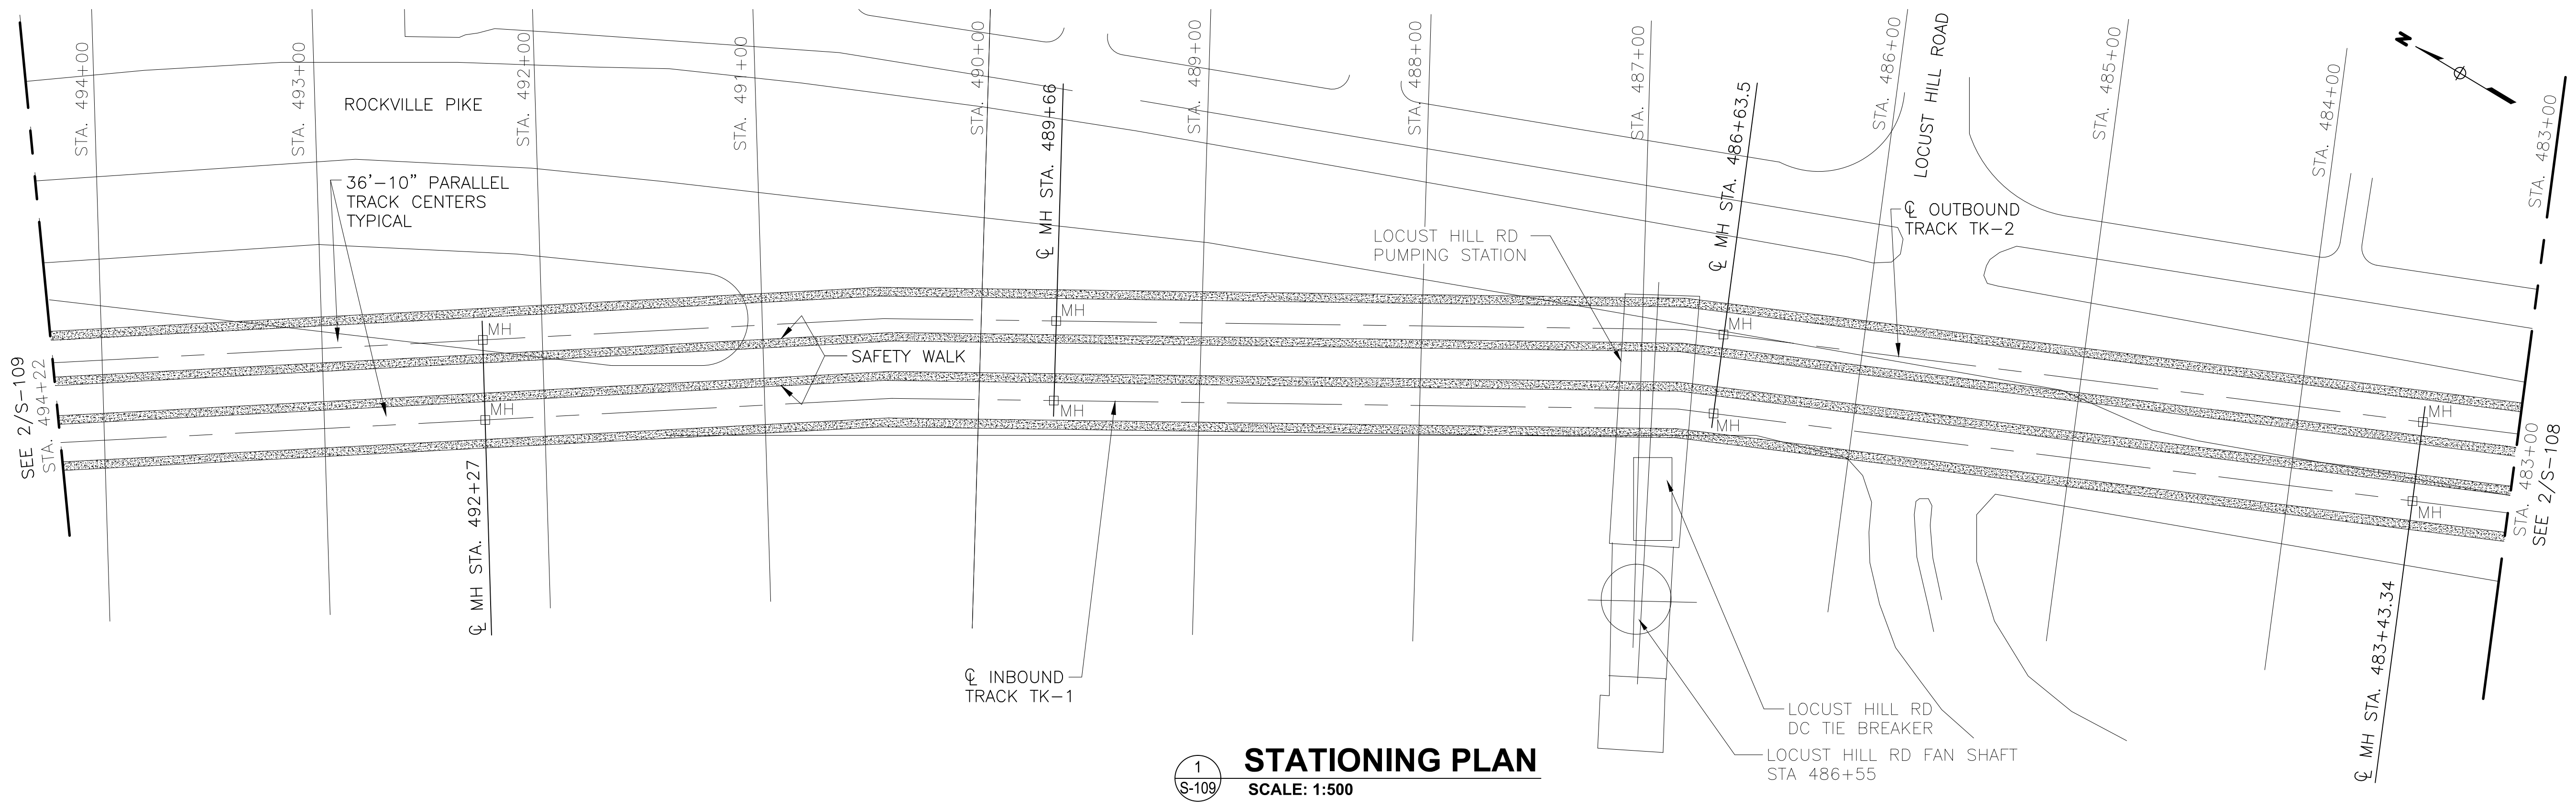 STA. 494+00
STA. 493+00
STA. 492+00
STA. 491+00
STA. 490+00
STA. 489+00
STA. 488+00
STA. 487+00
STA. 486+00
LOCUST HILL ROAD
STA. 485+00
STA. 484+00
STA. 483+00
N
ROCKVILLE PIKE
36'-10" PARALLEL
TRACK CENTERS
TYPICAL
℄ MH STA. 489+66
℄ MH STA. 486+63.5
LOCUST HILL RD
PUMPING STATION
℄ OUTBOUND
TRACK TK-2
MH
MH
MH
MH
SAFETY WALK
MH
MH
MH
MH
SEE 2/S-109
STA. 494+22
STA. 483+00
SEE 2/S-108
℄ MH STA. 492+27
℄ MH STA. 483+43.34
℄ INBOUND
TRACK TK-1
LOCUST HILL RD
DC TIE BREAKER
LOCUST HILL RD FAN SHAFT
STA 486+55
1
S-109
STATIONING PLAN
SCALE: 1:500